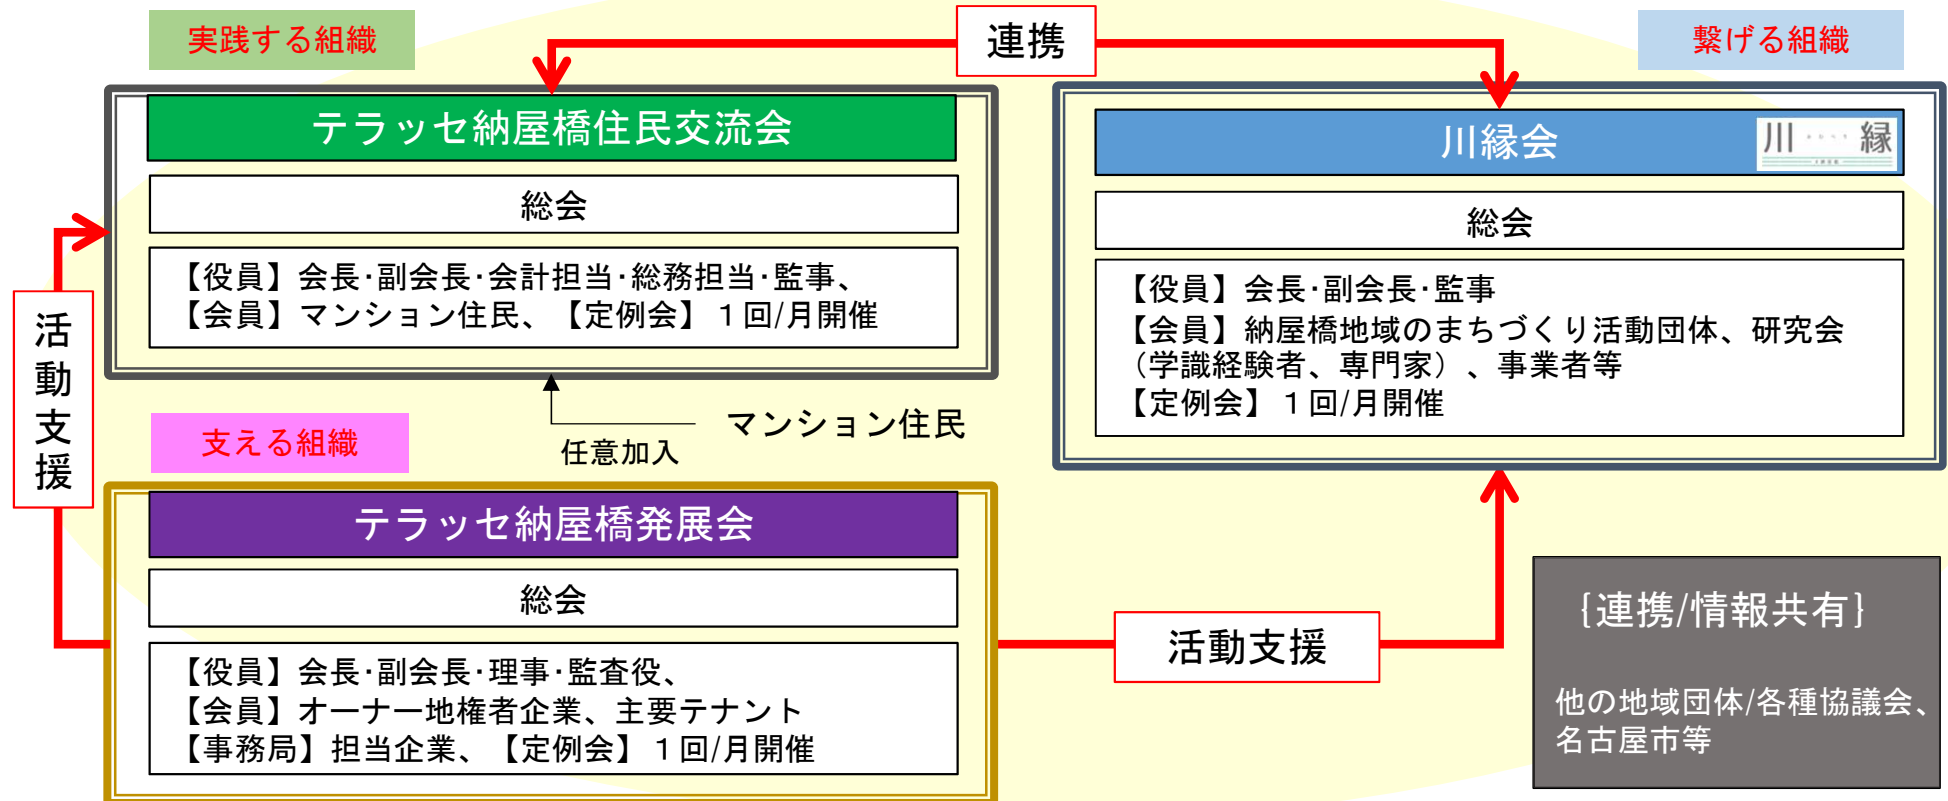 実践する組織
連携
繋げる組織
テラッセ納屋橋住民交流会
総会
【役員】会長･副会長･会計担当･総務担当･監事、
【会員】マンション住民、【定例会】１回/月開催
川縁会
川 縁
総会
【役員】会長･副会長･監事
【会員】納屋橋地域のまちづくり活動団体、研究会
（学識経験者、専門家）、事業者等
【定例会】１回/月開催
活動支援
マンション住民
任意加入
支える組織
テラッセ納屋橋発展会
総会
【役員】会長･副会長･理事･監査役、
【会員】オーナー地権者企業、主要テナント
【事務局】担当企業、【定例会】１回/月開催
活動支援
{連携/情報共有}
他の地域団体/各種協議会、
名古屋市等